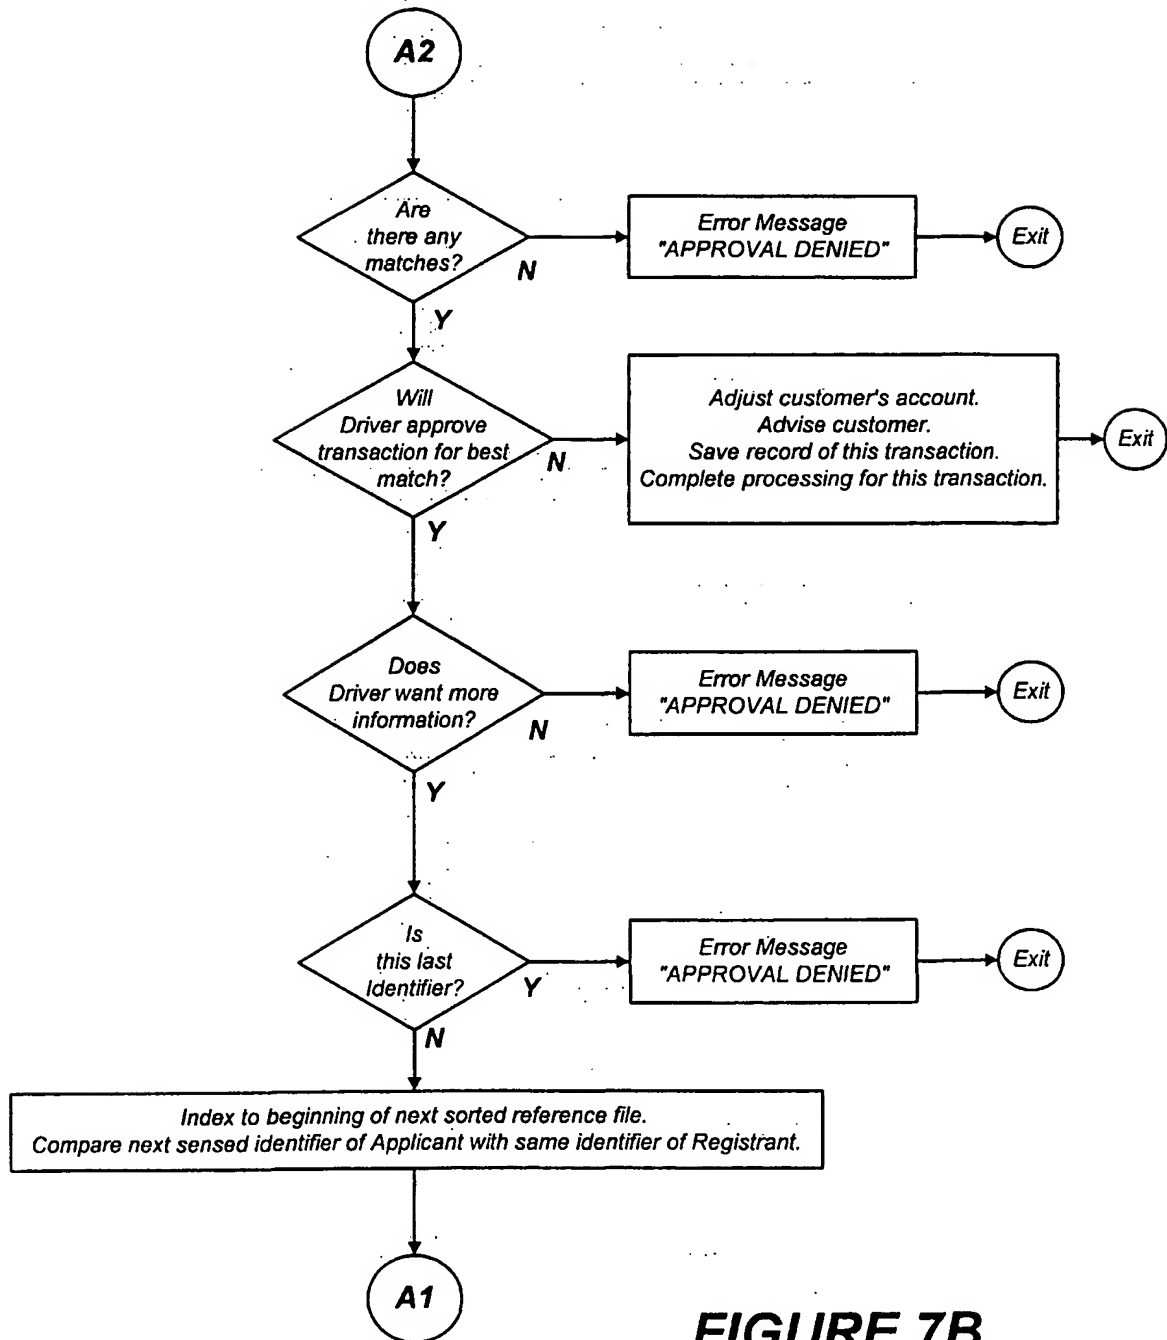 A2
Are
there any
matches?
N
Y
Error Message
"APPROVAL DENIED"
Exit
Will
Driver approve
transaction for best
match?
N
Y
Adjust customer's account.
Advise customer.
Save record of this transaction.
Complete processing for this transaction.
Exit
Does
Driver want more
information?
N
Y
Error Message
"APPROVAL DENIED"
Exit
Is
this last
Identifier?
Y
N
Error Message
"APPROVAL DENIED"
Exit
Index to beginning of next sorted reference file.
Compare next sensed identifier of Applicant with same identifier of Registrant.
A1
FIGURE 7B